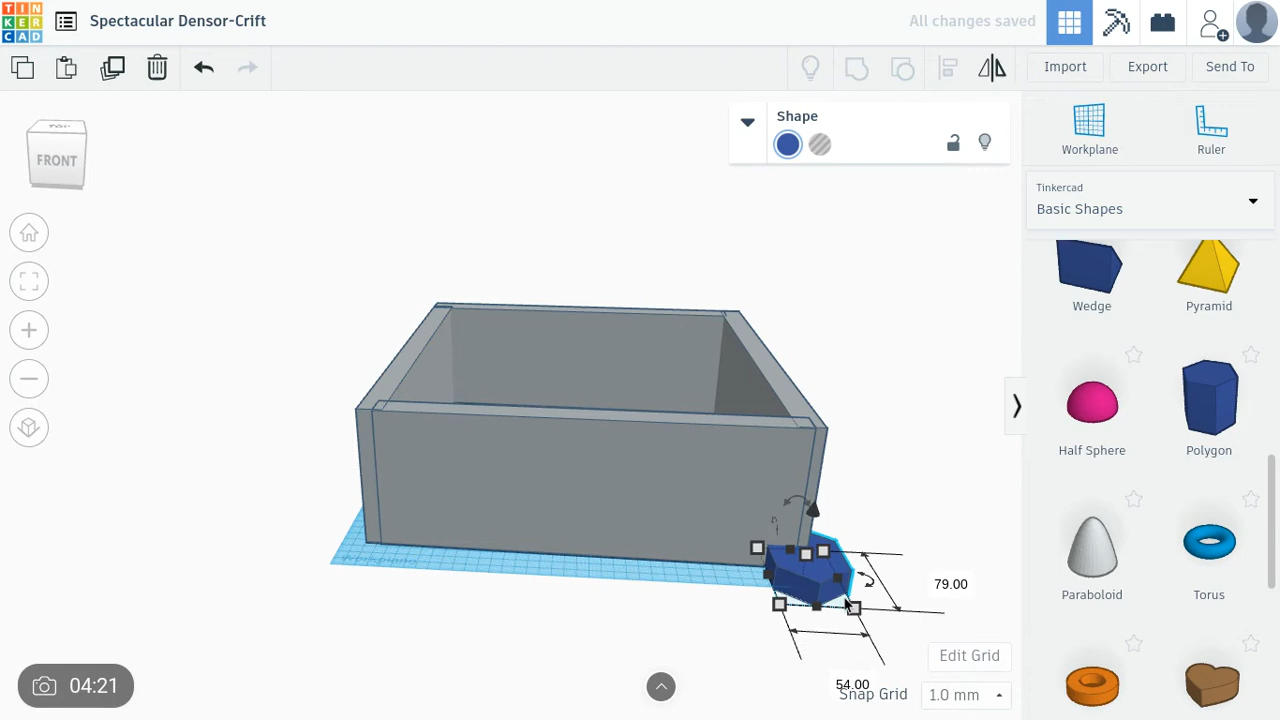 TIN
KER
CAD
Spectacular Densor-Crift
All changes saved
Import
Export
Send To
TOP
FRONT
Shape
Workplane
Ruler
Tinkercad
Basic Shapes
Wedge
Pyramid
Half Sphere
Polygon
Paraboloid
Torus
79.00
54.00
Edit Grid
Snap Grid
1.0 mm
04:21